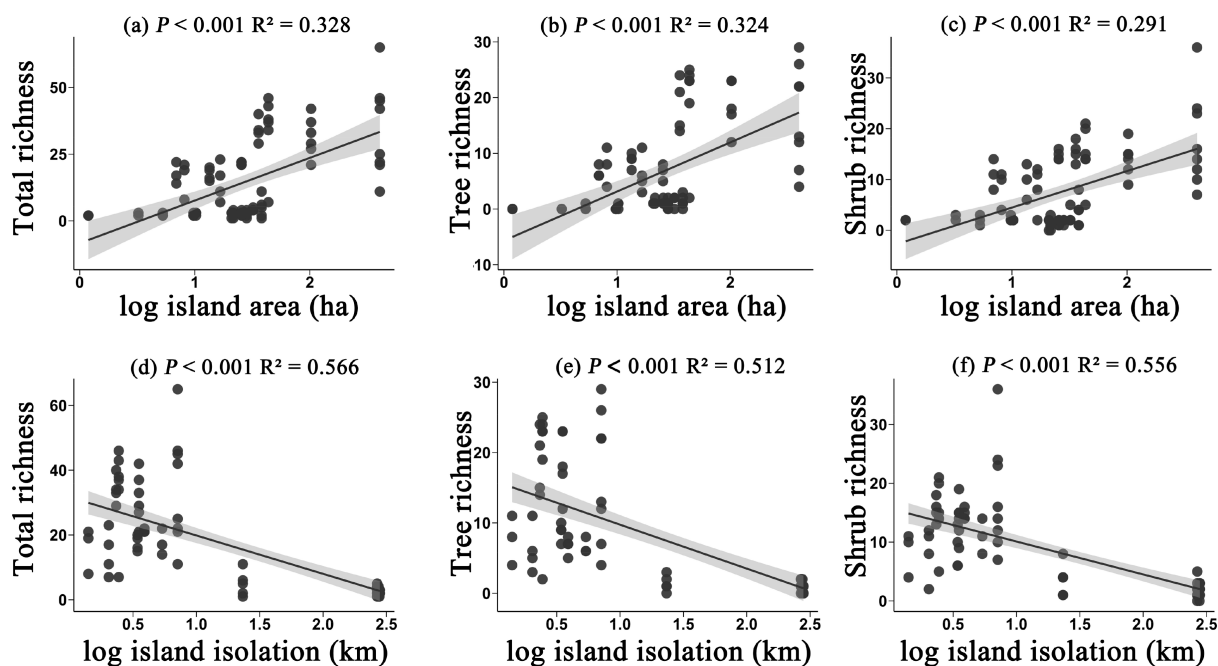 (a) P < 0.001 R² = 0.328
Total richness
50
25
0
0
1
2
log island area (ha)
(b) P < 0.001 R² = 0.324
Tree richness
30
20
10
0
-10
0
1
2
log island area (ha)
(c) P < 0.001 R² = 0.291
Shrub richness
30
20
10
0
0
1
2
log island area (ha)
(d) P < 0.001 R² = 0.566
Total richness
60
40
20
0
0.5
1.0
1.5
2.0
2.5
log island isolation (km)
(e) P < 0.001 R² = 0.512
Tree richness
30
20
10
0
0.5
1.0
1.5
2.0
2.5
log island isolation (km)
(f) P < 0.001 R² = 0.556
Shrub richness
30
20
10
0
0.5
1.0
1.5
2.0
2.5
log island isolation (km)